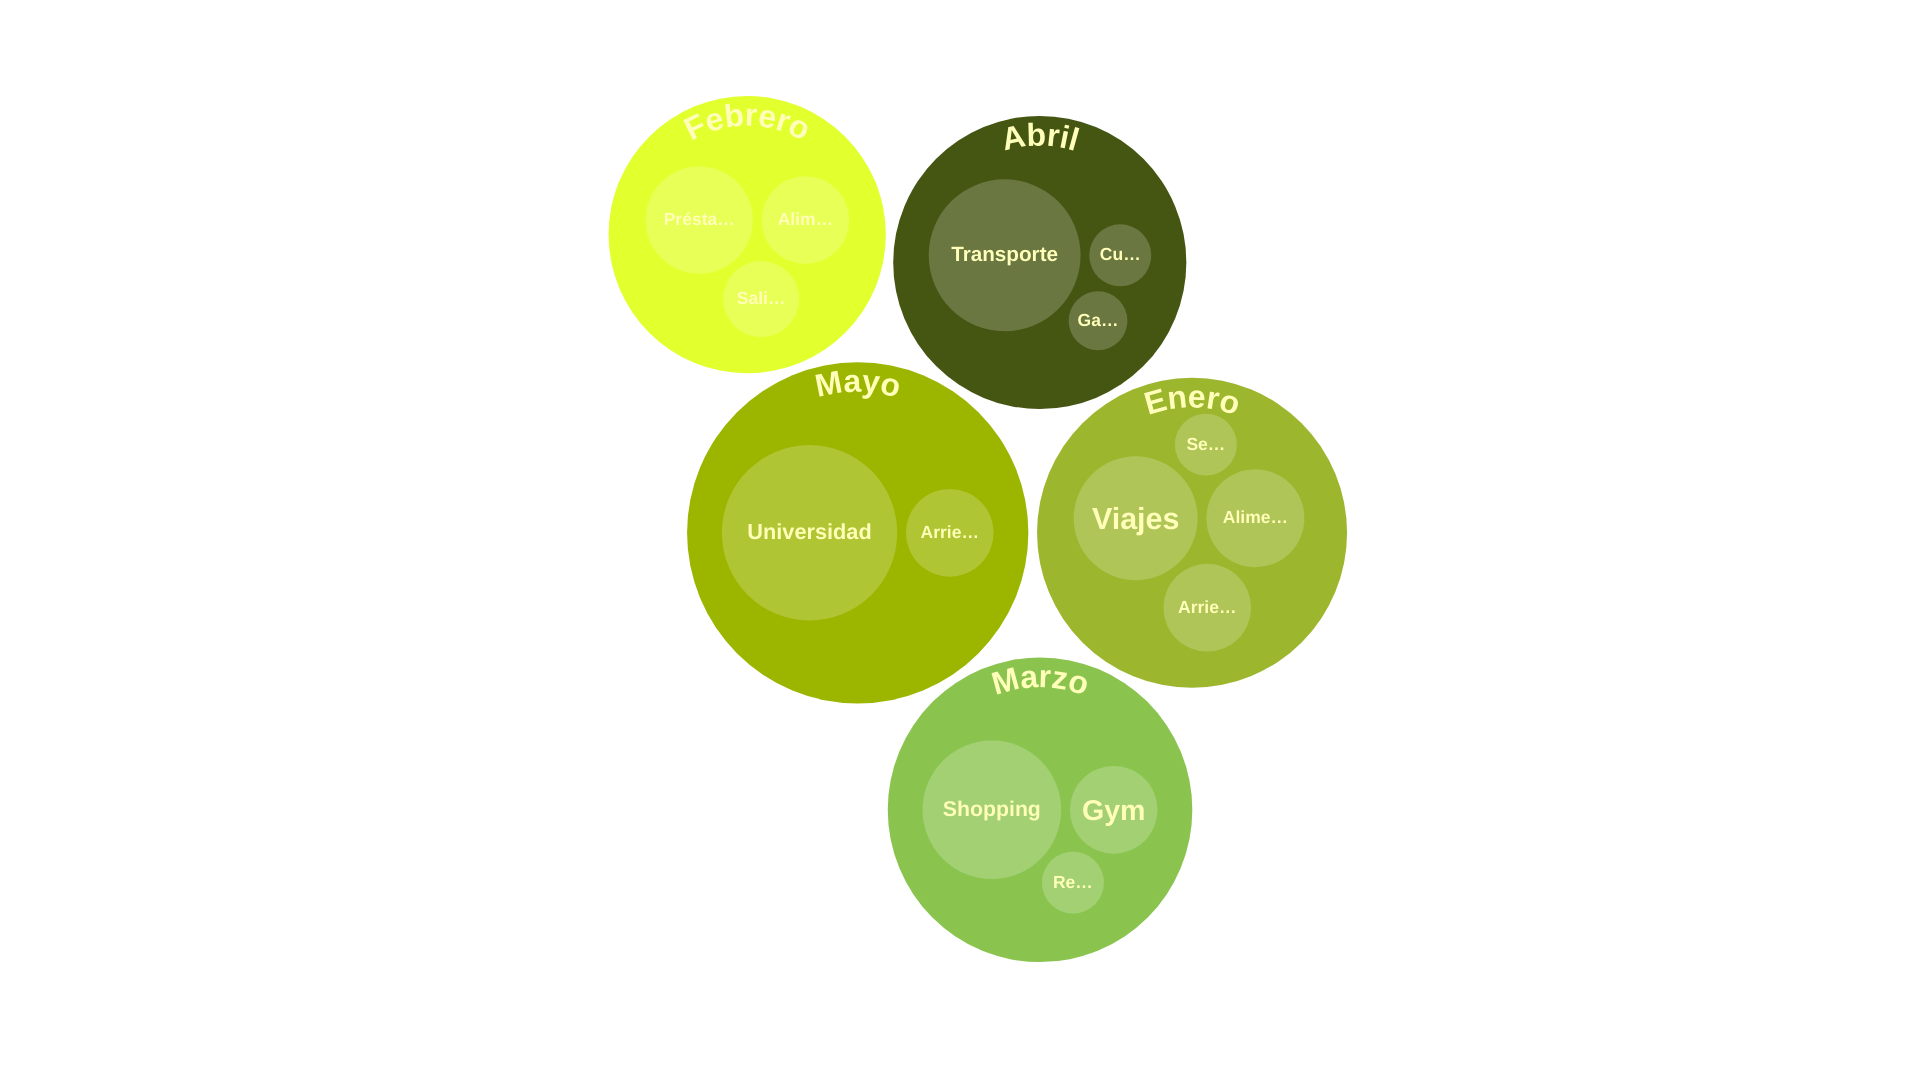 Febrero
Présta…
Alim…
Sali…
Abril
Transporte
Cu…
Ga…
Mayo
Universidad
Arrie…
Enero
Se…
Viajes
Alime…
Arrie…
Marzo
Shopping
Gym
Re…